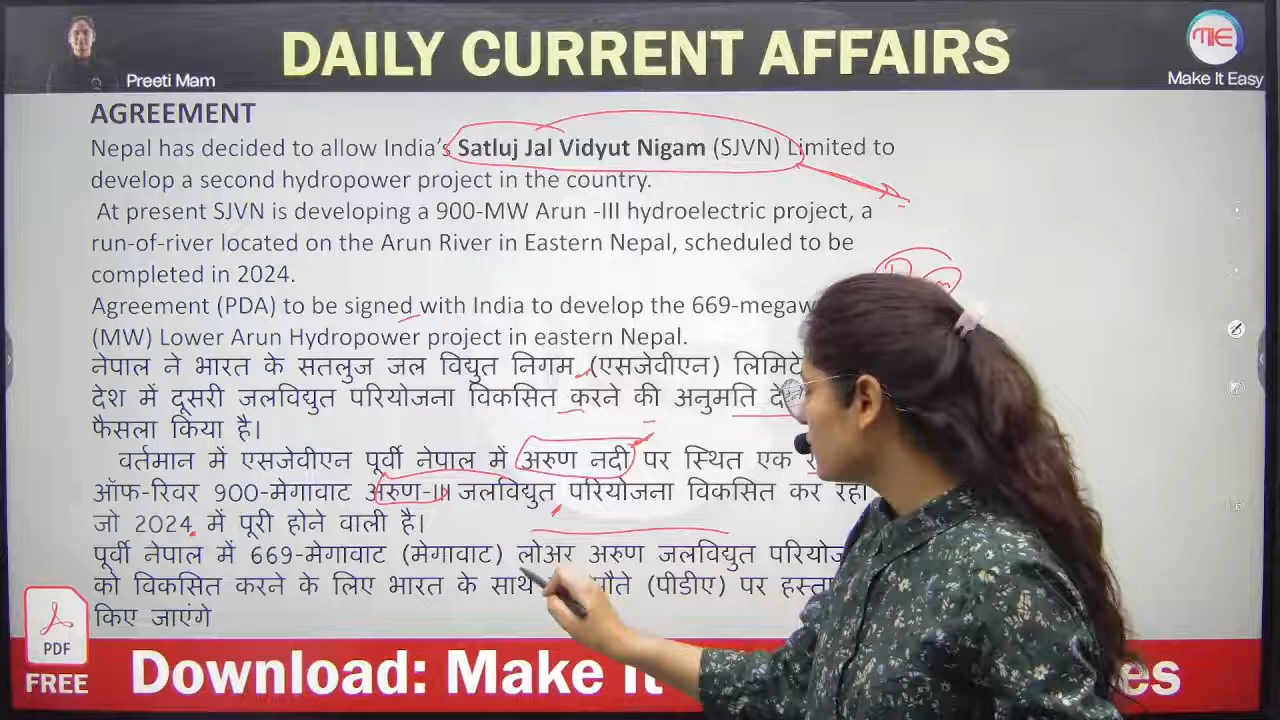 DAILY CURRENT AFFAIRS
Preeti Mam
MIE
Make It Easy
AGREEMENT
Nepal has decided to allow India's Satluj Jal Vidyut Nigam (SJVN) Limited to
develop a second hydropower project in the country.
At present SJVN is developing a 900-MW Arun -III hydroelectric project, a
run-of-river located on the Arun River in Eastern Nepal, scheduled to be
completed in 2024.
Agreement (PDA) to be signed with India to develop the 669-megaw
(MW) Lower Arun Hydropower project in eastern Nepal.
नेपाल ने भारत के सतलुज जल विद्युत निगम (एसजेवीएन) लिमिटे
देश में दूसरी जलविद्युत परियोजना विकसित करने की अनुमति दे
फैसला किया है।
वर्तमान में एसजेवीएन पूर्वी नेपाल में अरुण नदी पर स्थित एक
ऑफ-रिवर 900-मेगावाट अरुण-III जलविद्युत परियोजना विकसित कर रहा
जो 2024 में पूरी होने वाली है।
पूर्वी नेपाल में 669-मेगावाट (मेगावाट) लोअर अरुण जलविद्युत परियोज
को विकसित करने के लिए भारत के साथ (पीडीए) पर हस्ता
किए जाएंगे
PDF
FREE
Download: Make It es